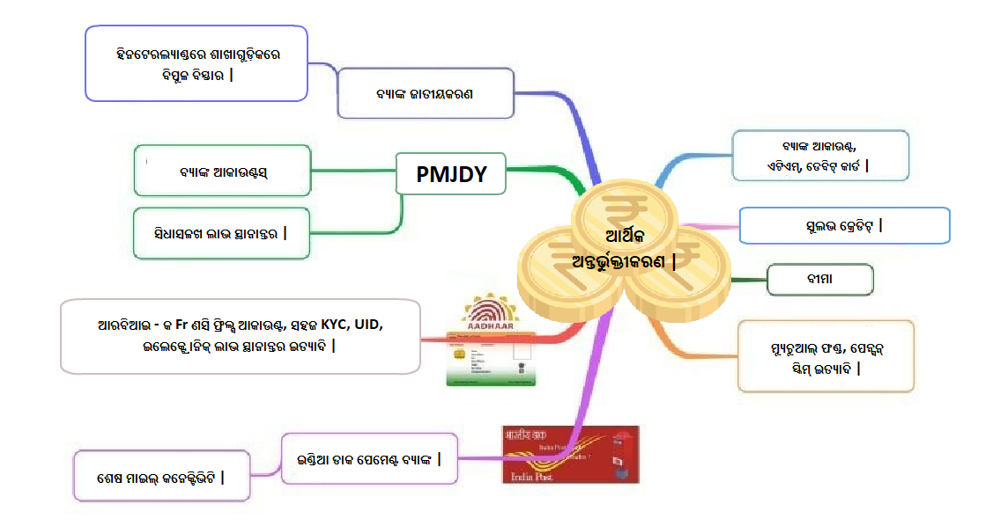 ହିନଟେରଲ୍ୟାଣ୍ଡରେ ଶାଖାଗୁଡ଼ିକରେ
ବିପୁଳ ବିସ୍ତାର |
ବ୍ୟାଙ୍କ ଜାତୀୟକରଣ
ବ୍ୟାଙ୍କ ଆକାଉଣ୍ଟସ୍
PMJDY
ସିଧାସଳଖ ଲାଭ ସ୍ଥାନାନ୍ତର |
ବ୍ୟାଙ୍କ ଆକାଉଣ୍ଟ,
ଏଟିଏମ୍, ଡେବିଟ୍ କାର୍ଡ |
ସୁଲଭ କ୍ରେଡିଟ୍ |
ଆର୍ଥିକ
ଅନ୍ତର୍ଭୁକ୍ତୀକରଣ |
ବୀମା
ଆରବିଆଇ - କ Fr ଣସି ଫ୍ରିଲ୍ସ ଆକାଉଣ୍ଟ, ସହଜ KYC, UID,
ଇଲେକ୍ଟ୍ରୋନିକ୍ ଲାଭ ସ୍ଥାନାନ୍ତର ଇତ୍ୟାଦି |
AADHAAR
ମ୍ୟୁଚୁଆଲ୍ ଫଣ୍ଡ, ପେନ୍ସନ୍
ସ୍କିମ୍ ଇତ୍ୟାଦି |
ଇଣ୍ଡିଆ ଡାକ ପେମେଣ୍ଟ ବ୍ୟାଙ୍କ |
ଶେଷ ମାଇଲ୍ କନେକ୍ଟିଭିଟି |
भारतीय डाक
India Post